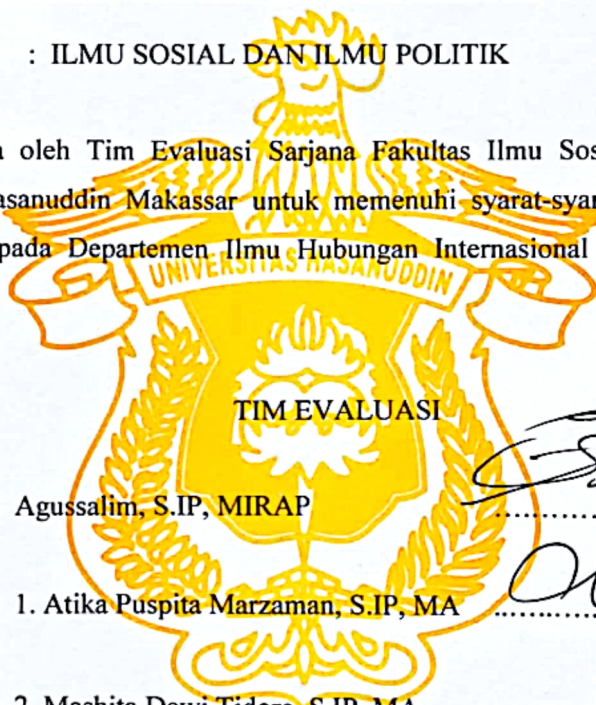 : ILMU SOSIAL DAN ILMU POLITIK
oleh Tim Evaluasi Sarjana Fakultas Ilmu Sos
asanuddin Makassar untuk memenuhi syarat-syar
pada Departemen Ilmu Hubungan Internasional
UNIVERSITAS HASANUDDIN
TIM EVALUASI
Agussalim, S.IP, MIRAP
1. Atika Puspita Marzaman, S.IP, MA